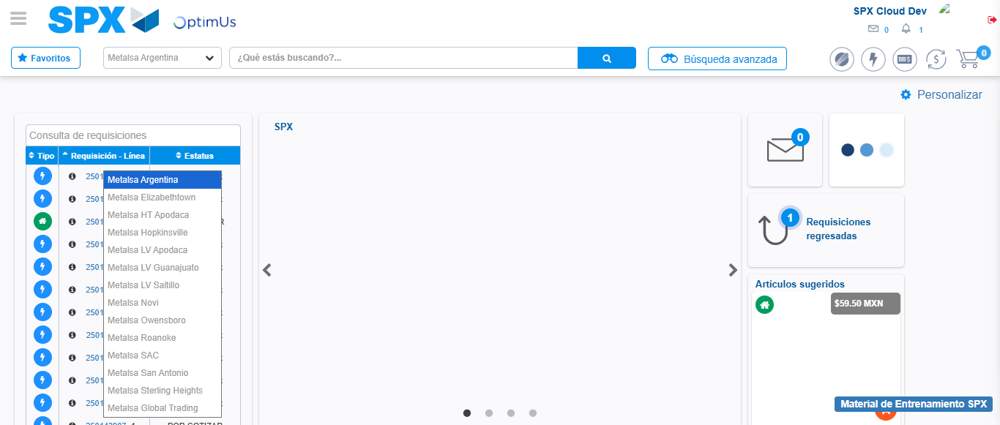 SPX
OptimUs
SPX Cloud Dev
0
1
Favoritos
Metalsa Argentina
¿Qué estás buscando?...
Búsqueda avanzada
0
Personalizar
Consulta de requisiciones
Tipo
Requisición - Línea
Estatus
2501
2501
2501
R
2501
2501
2501
2501
2501
2501
2501
2501
250143807 - 1
POR COTIZAR
Metalsa Argentina
Metalsa Elizabethtown
Metalsa HT Apodaca
Metalsa Hopkinsville
Metalsa LV Apodaca
Metalsa LV Guanajuato
Metalsa LV Saltillo
Metalsa Novi
Metalsa Owensboro
Metalsa Roanoke
Metalsa SAC
Metalsa San Antonio
Metalsa Sterling Heights
Metalsa Global Trading
SPX
0
1
Requisiciones
regresadas
Artículos sugeridos
$59.50 MXN
Material de Entrenamiento SPX